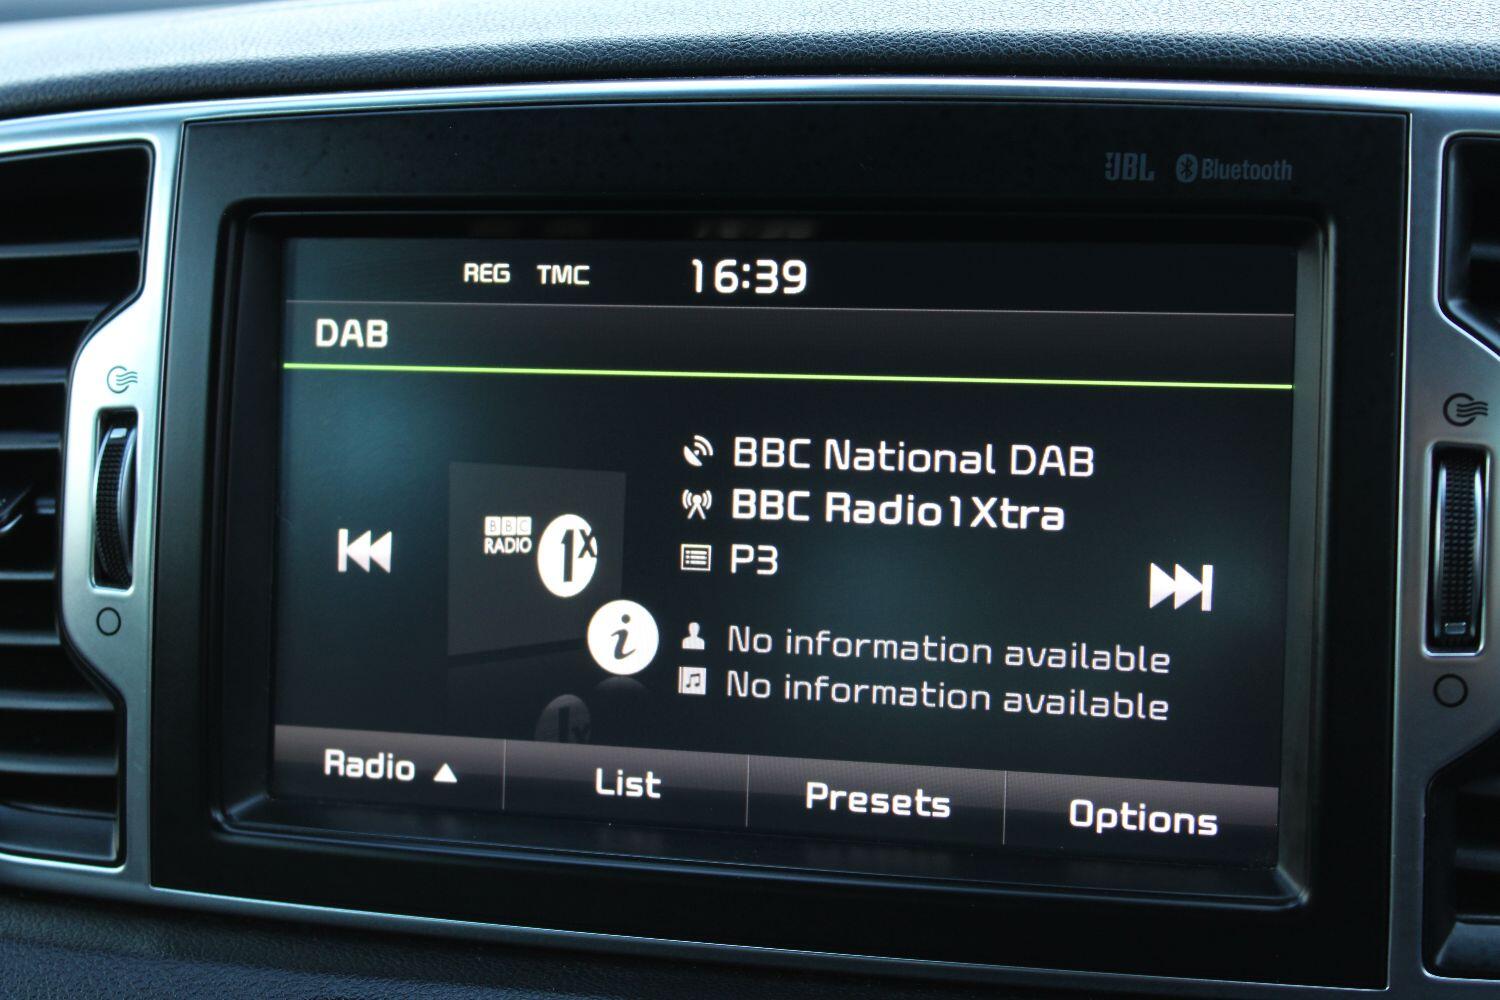 JBL Bluetooth
REG TMC 16:39
DAB
BBC National DAB
BBC Radio1Xtra
P3
BBC
RADIO 1X
i
No information available
No information available
Radio ▲
List
Presets
Options